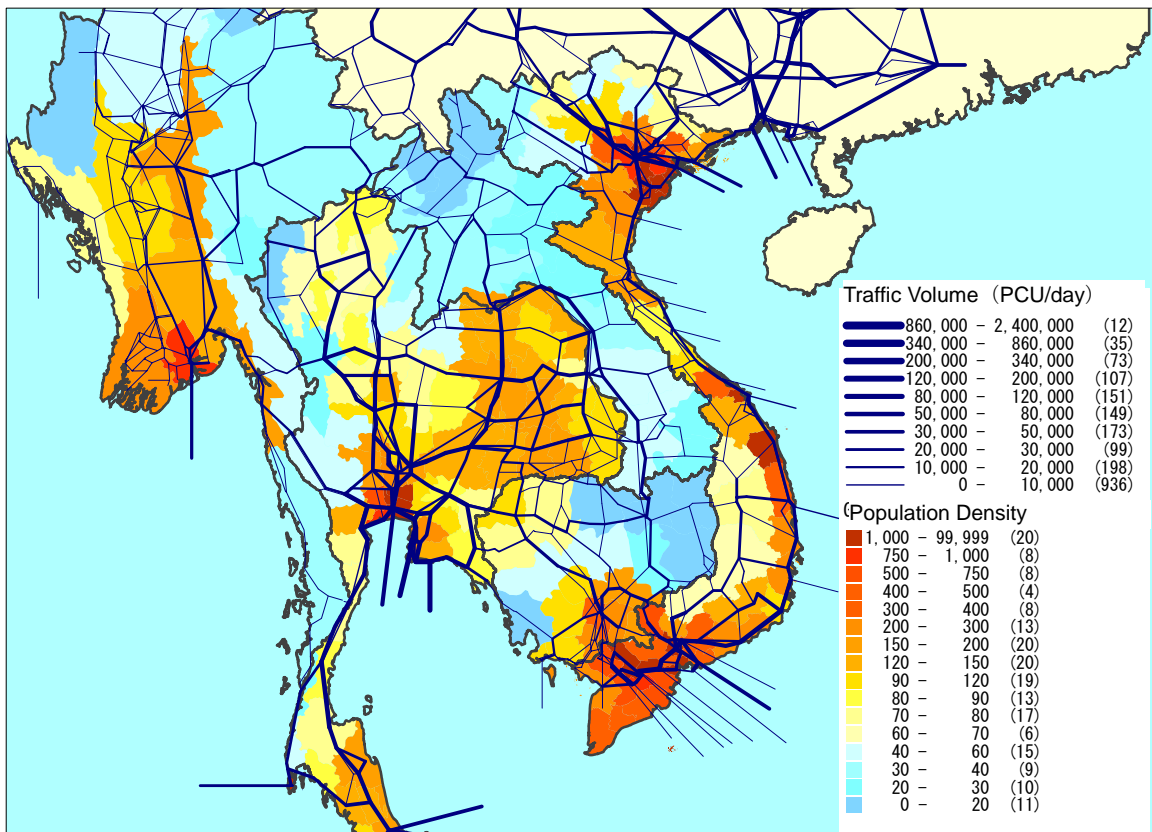 Traffic Volume (PCU/day)
860,000 - 2,400,000 (12)
340,000 - 860,000 (35)
200,000 - 340,000 (73)
120,000 - 200,000 (107)
80,000 - 120,000 (151)
50,000 - 80,000 (149)
30,000 - 50,000 (173)
20,000 - 30,000 (99)
10,000 - 20,000 (198)
0 - 10,000 (936)
Population Density
1,000 - 99,999 (20)
750 - 1,000 (8)
500 - 750 (8)
400 - 500 (4)
300 - 400 (8)
200 - 300 (13)
150 - 200 (20)
120 - 150 (20)
90 - 120 (19)
80 - 90 (13)
70 - 80 (17)
60 - 70 (6)
40 - 60 (15)
30 - 40 (9)
20 - 30 (10)
0 - 20 (11)